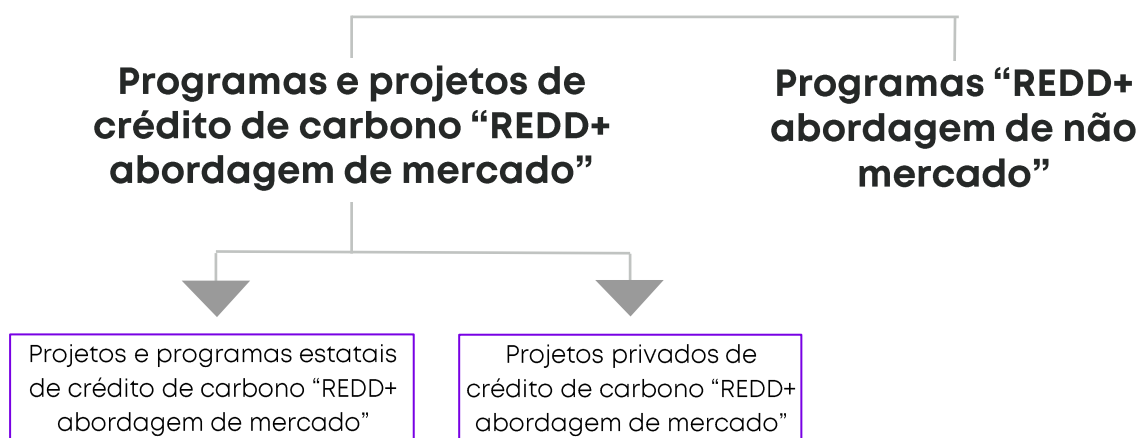 Programas e projetos de
crédito de carbono “REDD+
abordagem de mercado”
Programas “REDD+
abordagem de não
mercado”
Projetos e programas estatais
de crédito de carbono “REDD+
abordagem de mercado”
Projetos privados de
crédito de carbono “REDD+
abordagem de mercado”